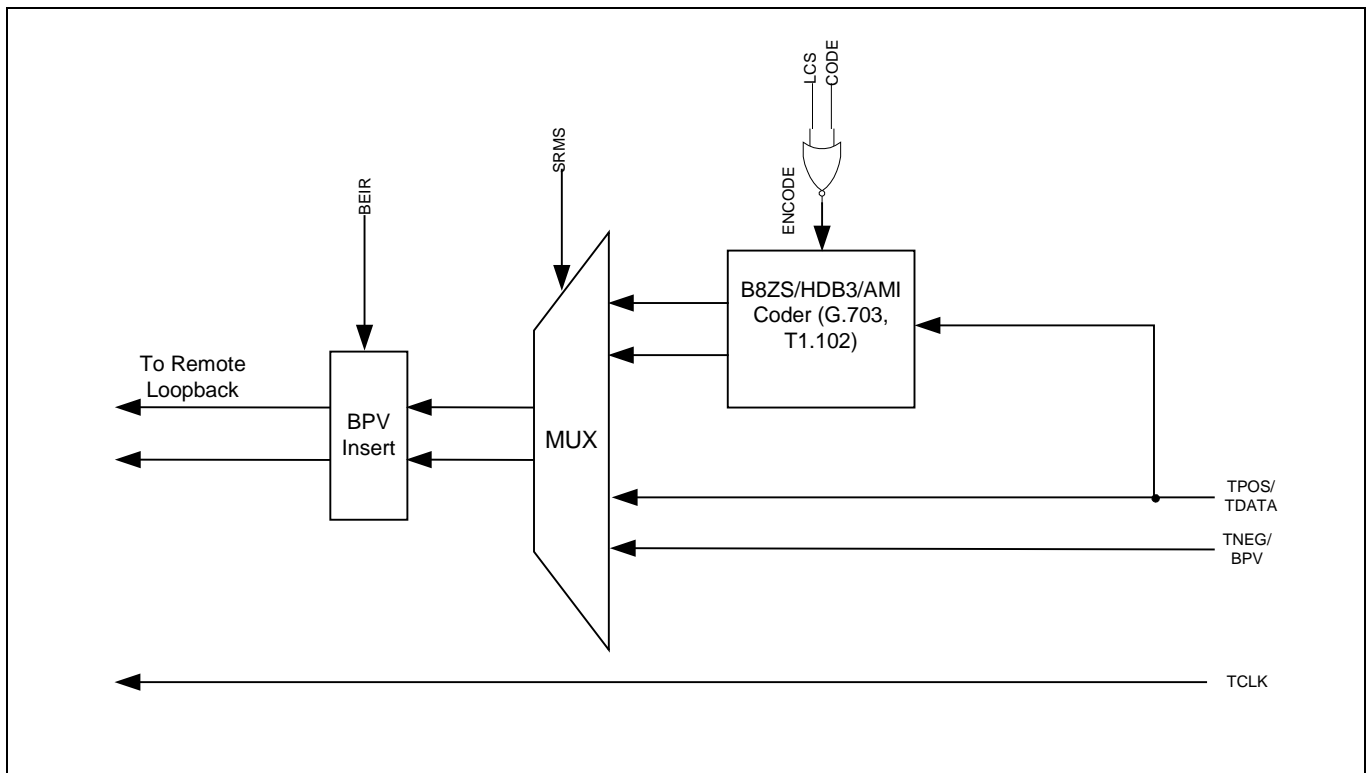 LCS
CODE
SRMS
BEIR
ENCODE
B8ZS/HDB3/AMI
Coder (G.703,
T1.102)
To Remote
Loopback
BPV
Insert
MUX
TPOS/
TDATA
TNEG/
BPV
TCLK